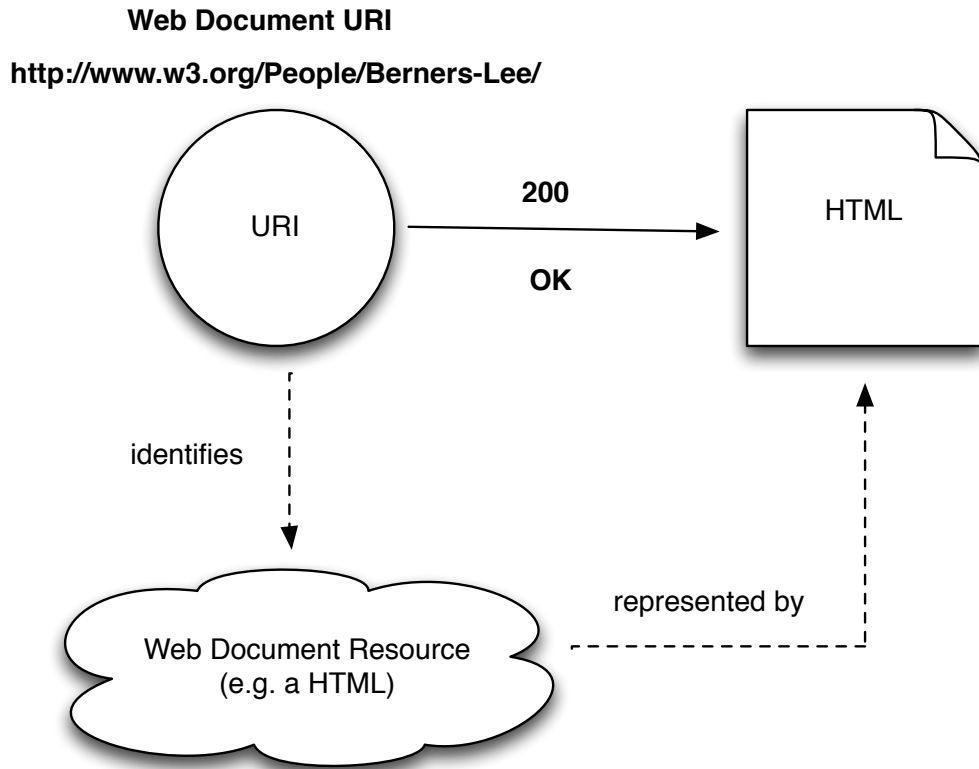 Web Document URI
http://www.w3.org/People/Berners-Lee/
URI
200
OK
HTML
identifies
represented by
Web Document Resource
(e.g. a HTML)